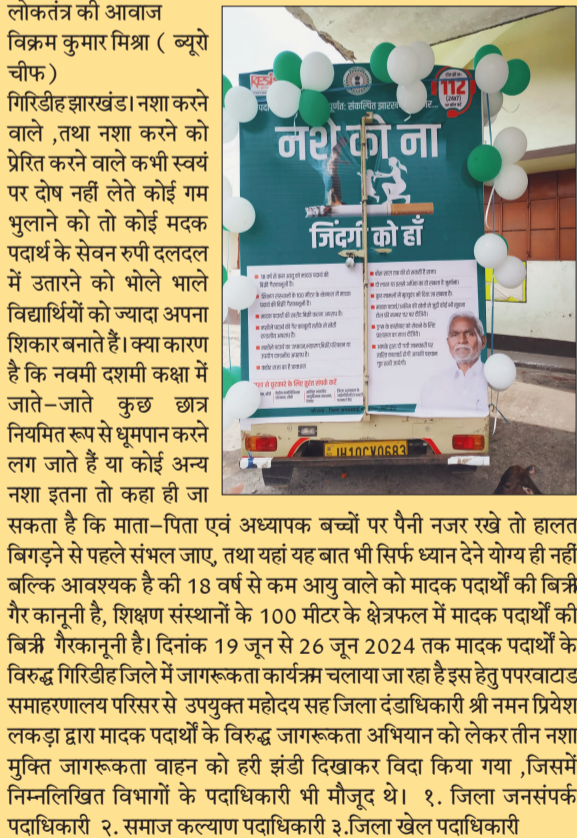 लोकतंत्र की आवाज
विक्रम कुमार मिश्रा ( ब्यूरो
चीफ )
गिरिडीह झारखंड। नशा करने
वाले ,तथा नशा करने को
प्रेरित करने वाले कभी स्वयं
पर दोष नहीं लेते कोई गम
भुलाने को तो कोई मदक
पदार्थ के सेवन रुपी दलदल
में उतारने को भोले भाले
विद्यार्थियों को ज्यादा अपना
शिकार बनाते हैं। क्या कारण
है कि नवमी दशमी कक्षा में
जाते-जाते कुछ छात्र
नियमित रूप से धूमपान करने
लग जाते हैं या कोई अन्य
नशा इतना तो कहा ही जा
सकता है कि माता-पिता एवं अध्यापक बच्चों पर पैनी नजर रखे तो हालत
बिगड़ने से पहले संभल जाए, तथा यहां यह बात भी सिर्फ ध्यान देने योग्य ही नहीं
बल्कि आवश्यक है की 18 वर्ष से कम आयु वाले को मादक पदार्थों की बिक्री
गैर कानूनी है, शिक्षण संस्थानों के 100 मीटर के क्षेत्रफल में मादक पदार्थों की
बिक्री गैरकानूनी है। दिनांक 19 जून से 26 जून 2024 तक मादक पदार्थों के
विरुद्ध गिरिडीह जिले में जागरूकता कार्यक्रम चलाया जा रहा है इस हेतु पपरवाटाड
समाहरणालय परिसर से उपयुक्त महोदय सह जिला दंडाधिकारी श्री नमन प्रियेश
लकड़ा द्वारा मादक पदार्थों के विरुद्ध जागरूकता अभियान को लेकर तीन नशा
मुक्ति जागरूकता वाहन को हरी झंडी दिखाकर विदा किया गया ,जिसमें
निम्नलिखित विभागों के पदाधिकारी भी मौजूद थे। १. जिला जनसंपर्क
पदाधिकारी २. समाज कल्याण पदाधिकारी ३.जिला खेल पदाधिकारी
112
नशे को ना
जिंदगी को हाँ
JH10CV0683